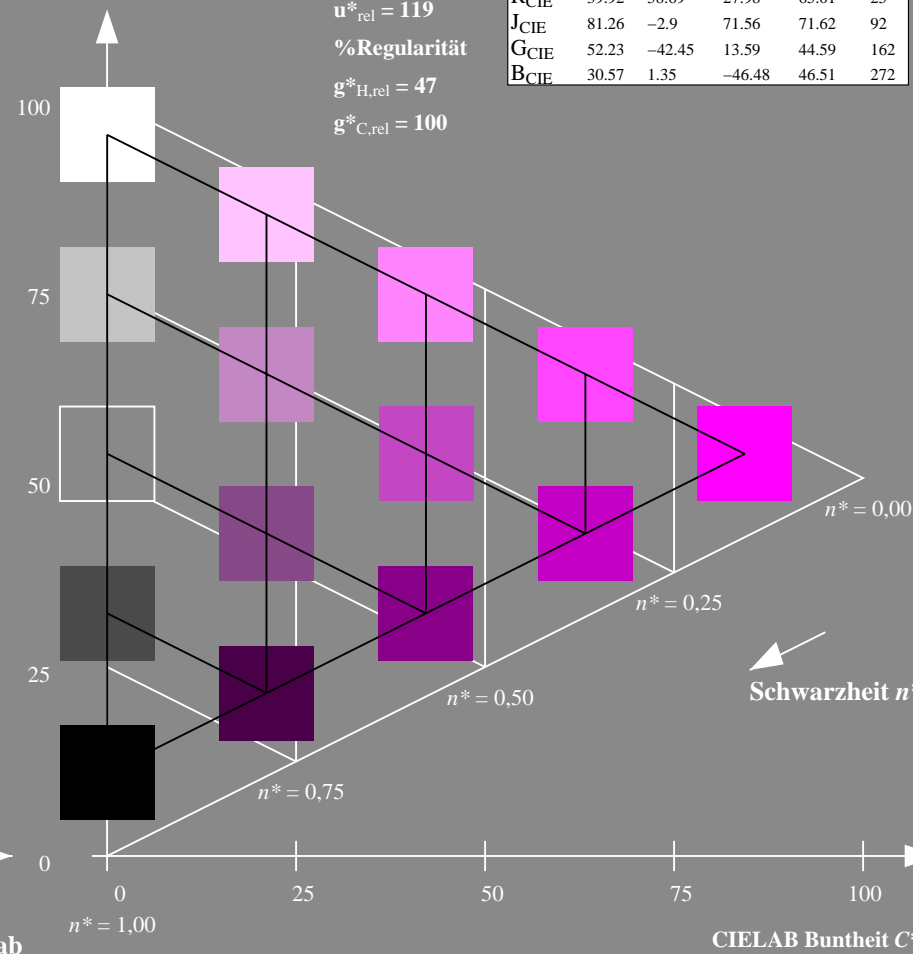 u*rel = 119
%Regularität
g*H,rel = 47
g*C,rel = 100
JCIE 81.26 −2.9 71.56 71.62 92
GCIE 52.23 −42.45 13.59 44.59 162
BCIE 30.57 1.35 −46.48 46.51 272
100
75
50
25
0
n* = 0,00
n* = 0,25
n* = 0,50
n* = 0,75
Schwarzheit n*
0 25 50 75 100
n* = 1,00
ab
CIELAB Buntheit C*